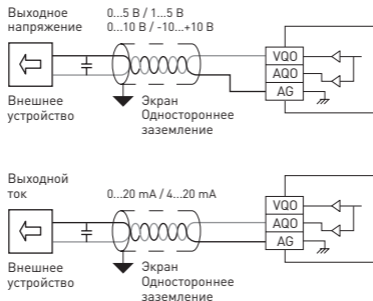 Выходное
напряжение
0...5 В / 1...5 В
0...10 В / -10...+10 В
VQO
AQO
AG
Внешнее
устройство
Экран
Одностороннее
заземление
Выходной
ток
0...20 mA / 4...20 mA
VQO
AQO
AG
Внешнее
устройство
Экран
Одностороннее
заземление